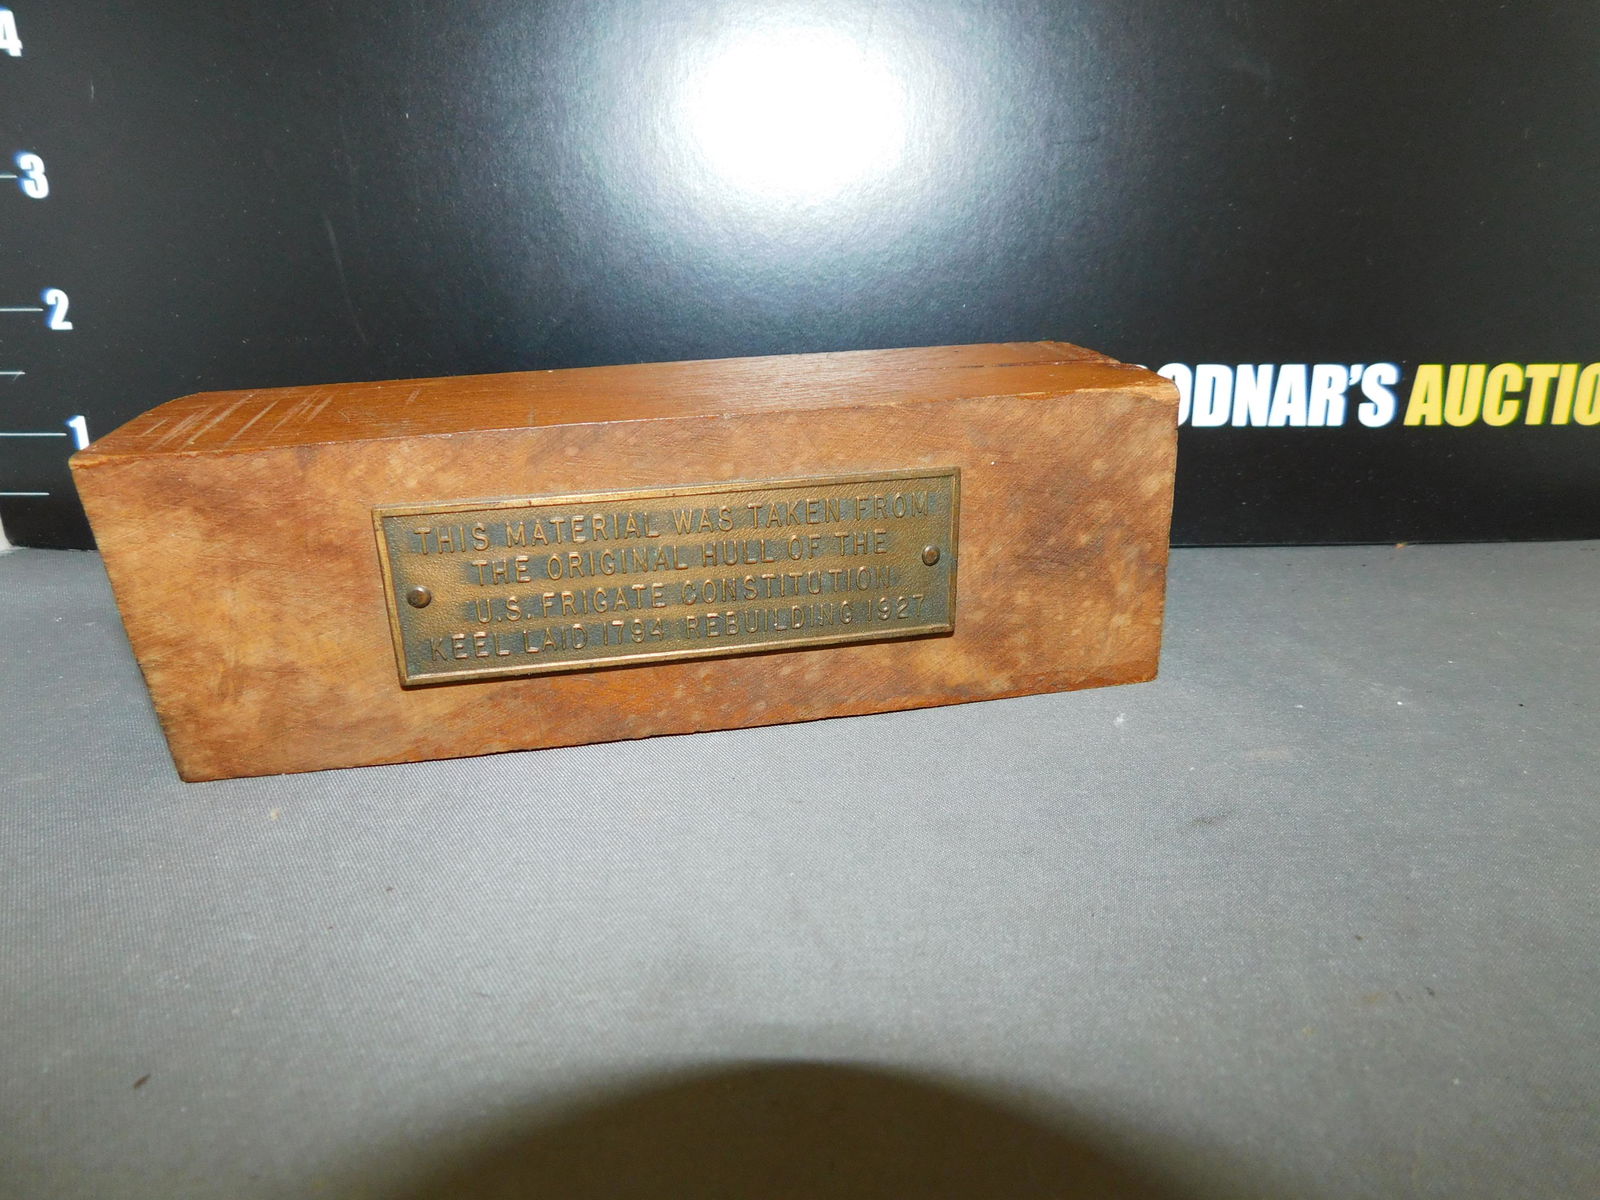 4
3
2
1
ODNAR'S AUCTIO
THIS MATERIAL WAS TAKEN FROM
THE ORIGINAL HULL OF THE
U.S. FRIGATE CONSTITUTION
KEEL LAID 1794 REBUILDING 1927